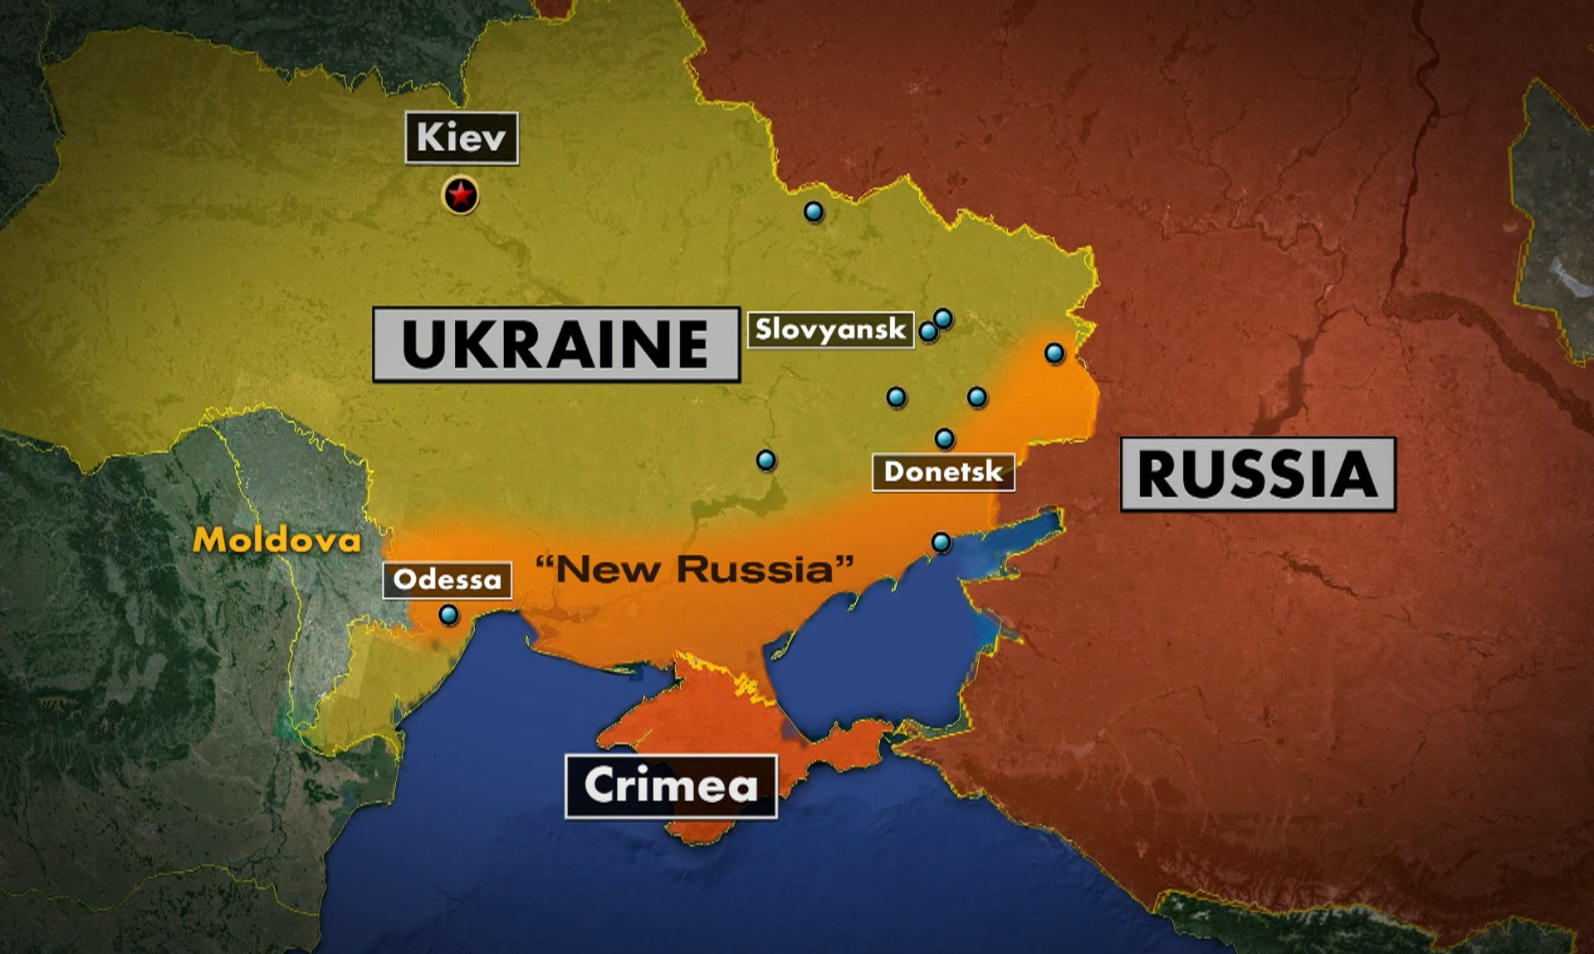 Kiev
UKRAINE
Slovyansk
Donetsk
RUSSIA
Moldova
Odessa
“New Russia”
Crimea